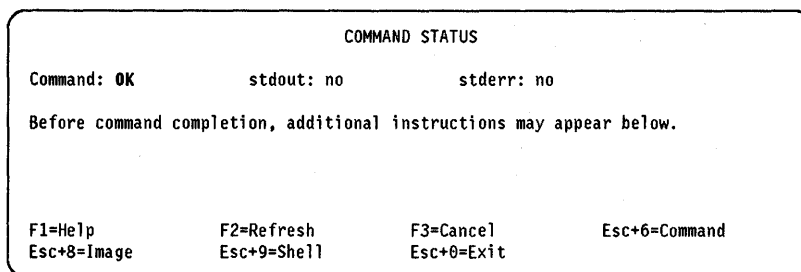 COMMAND STATUS
Command: OK stdout: no stderr: no
Before command completion, additional instructions may appear below.
F1=Help F2=Refresh F3=Cancel Esc+6=Command
Esc+8=Image Esc+9=Shell Esc+0=Exit